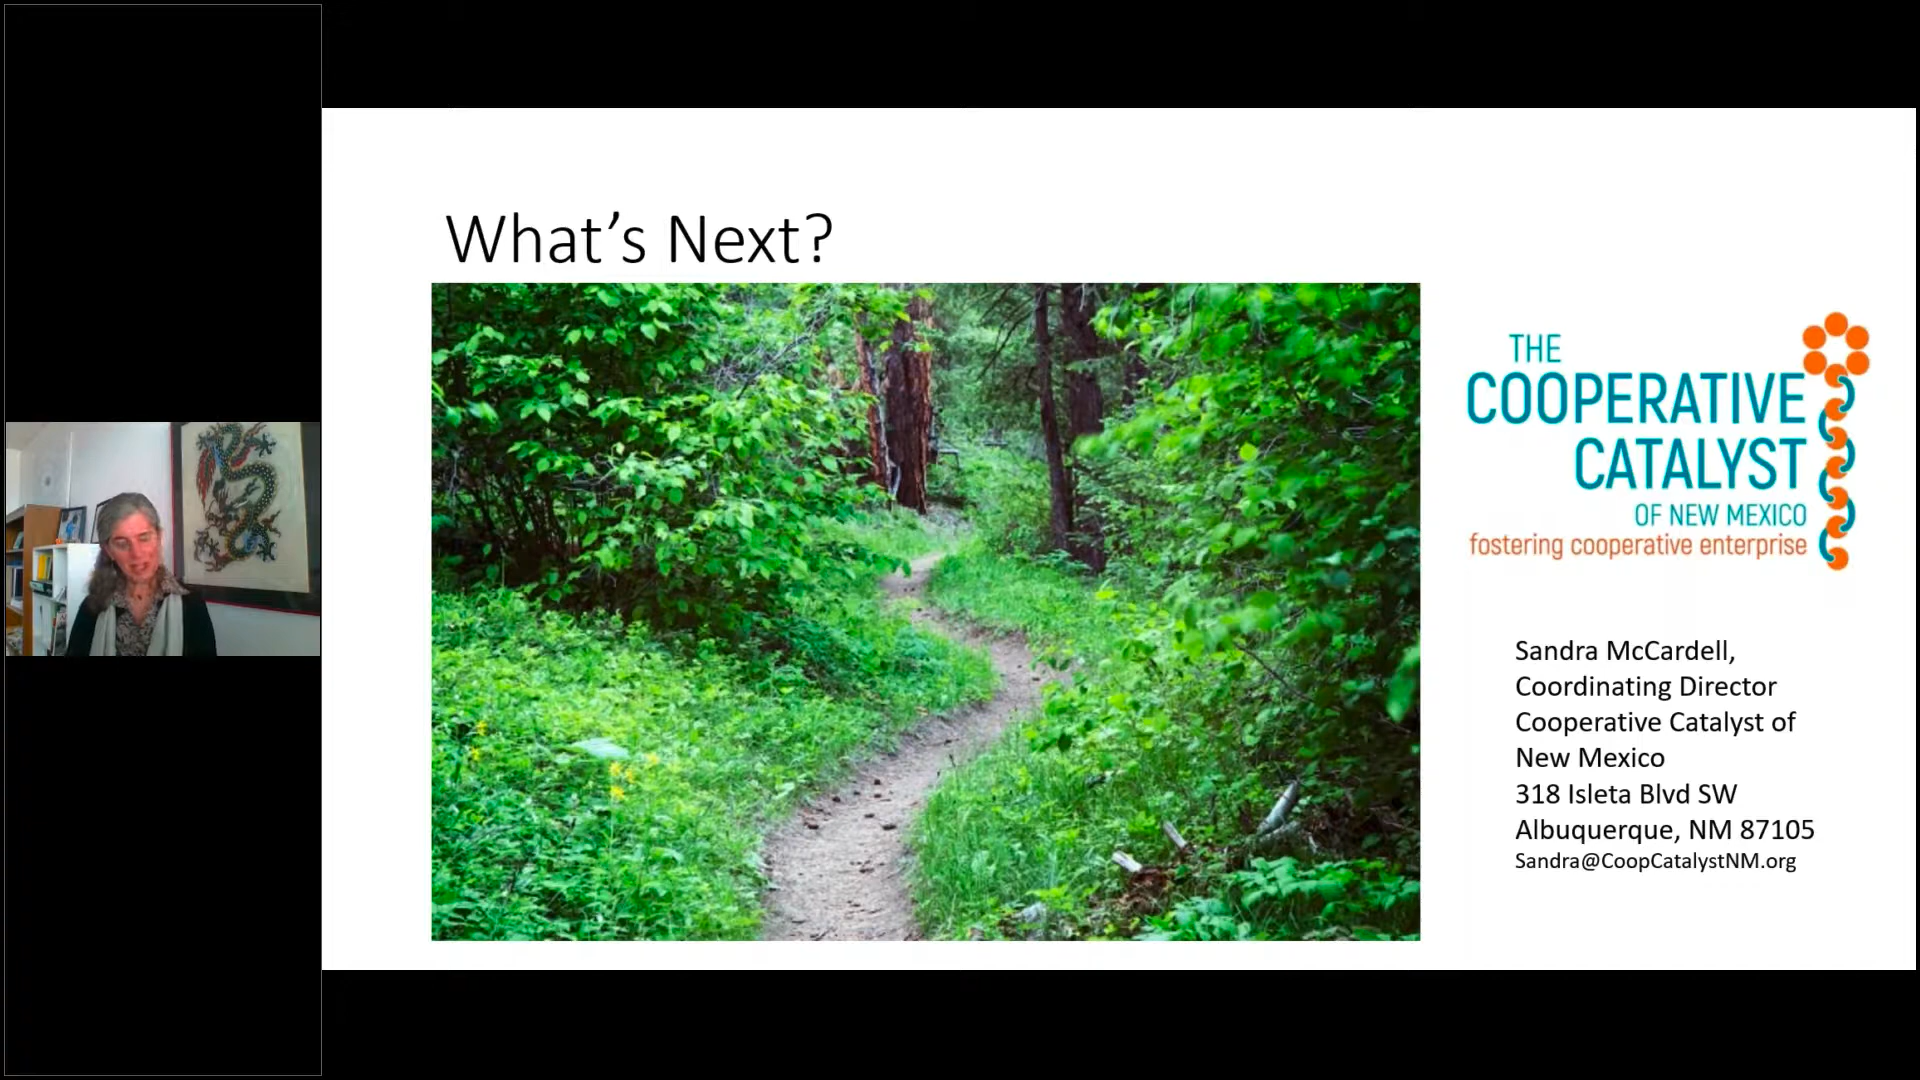 What's Next?
THE
COOPERATIVE
CATALYST
OF NEW MEXICO
fostering cooperative enterprise
Sandra McCardell,
Coordinating Director
Cooperative Catalyst of
New Mexico
318 Isleta Blvd SW
Albuquerque, NM 87105
Sandra@CoopCatalystNM.org